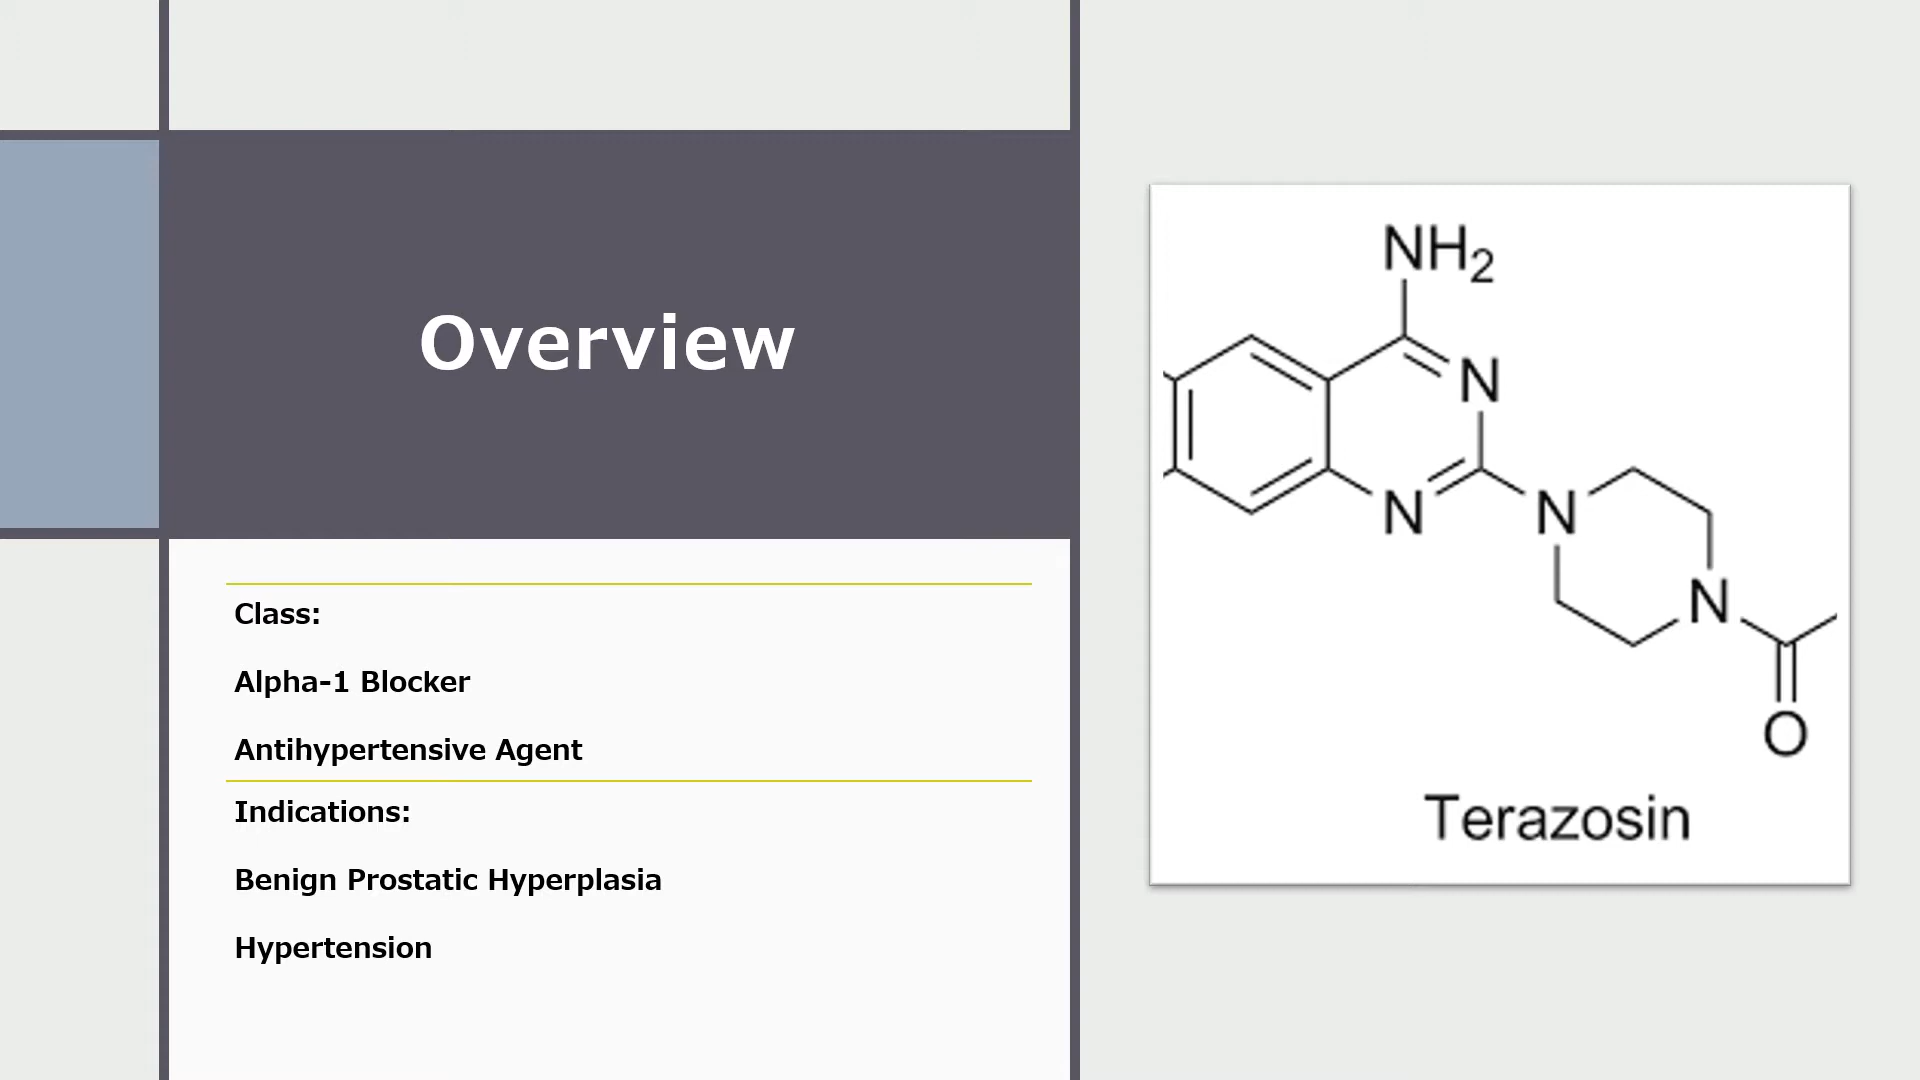 Overview
Class:
Alpha-1 Blocker
Antihypertensive Agent
Indications:
Benign Prostatic Hyperplasia
Hypertension
NH2
N
N
N
N
O
Terazosin